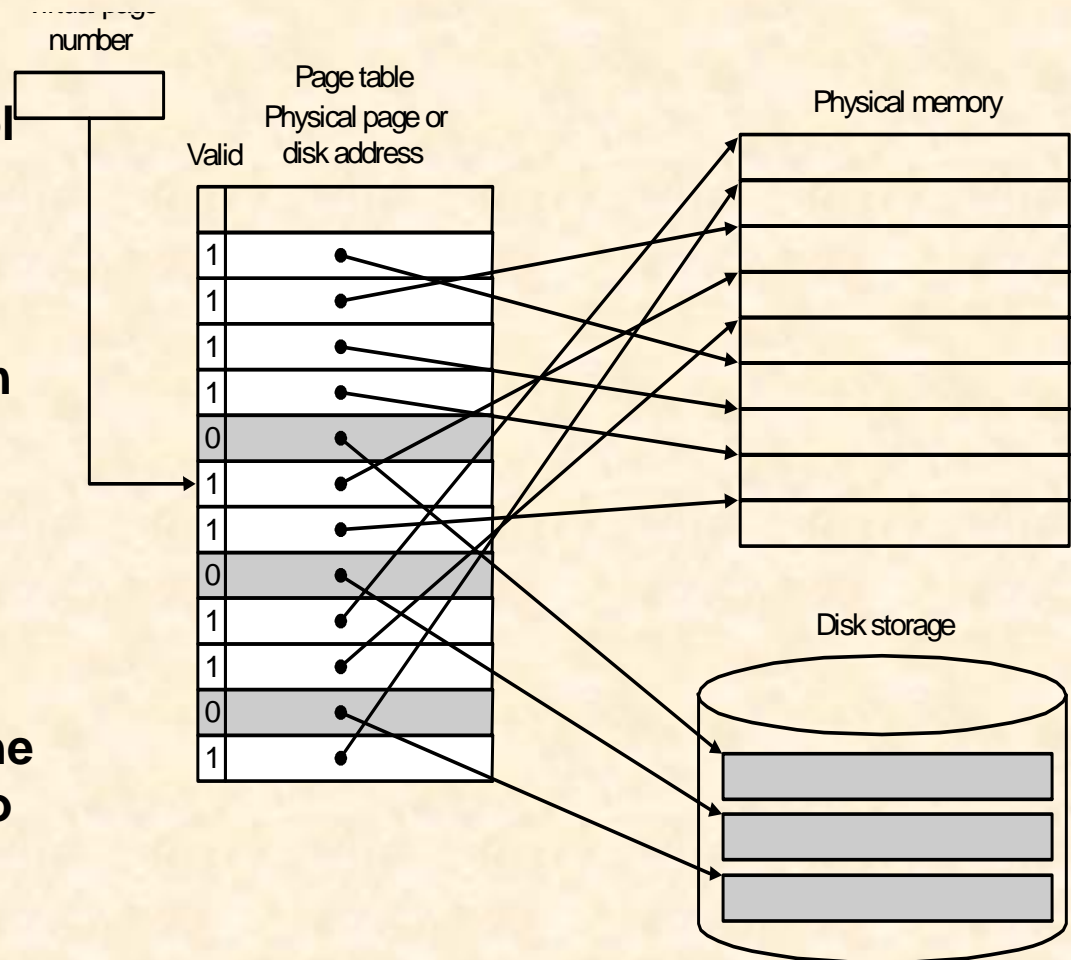 number
Page table
Physical page or
disk address
Valid
Physical memory
1
1
1
1
0
1
1
0
1
1
0
1
Disk storage
n
ne